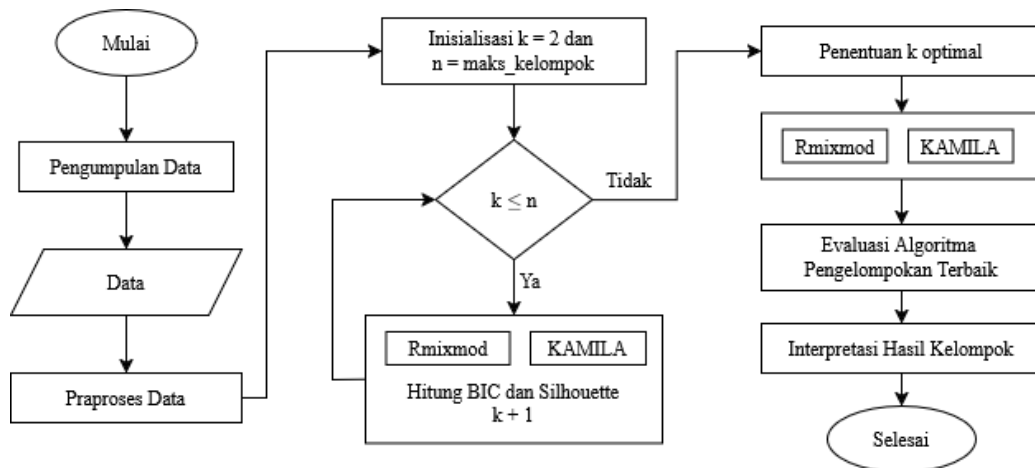 Mulai
Pengumpulan Data
Data
Praproses Data
Inisialisasi k = 2 dan
n = maks_kelompok
k ≤ n
Tidak
Ya
Rmixmod
KAMILA
Hitung BIC dan Silhouette
k + 1
Penentuan k optimal
Rmixmod
KAMILA
Evaluasi Algoritma
Pengelompokan Terbaik
Interpretasi Hasil Kelompok
Selesai